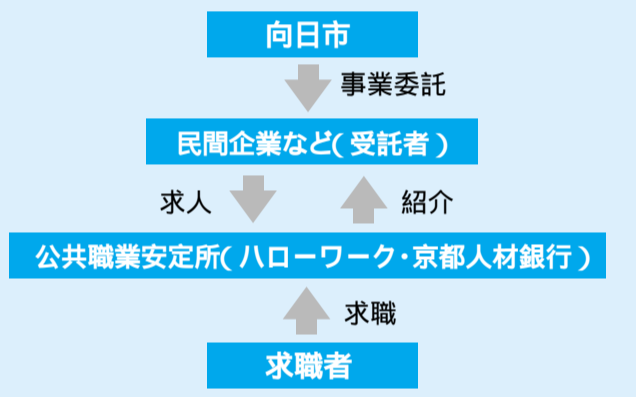 向日市
事業委託
民間企業など(受託者)
求人 紹介
公共職業安定所(ハローワーク・京都人材銀行)
求職
求職者